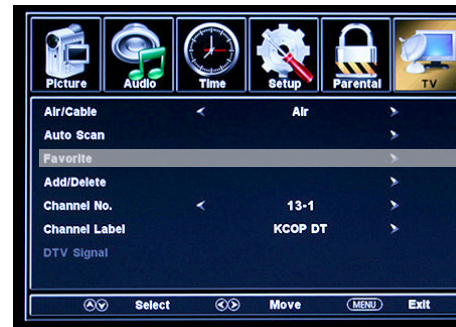 Picture Audio Time Setup Parental TV
Air/Cable Air
Auto Scan
Favorite
Add/Delete
Channel No. 13-1
Channel Label KCOP DT
DTV Signal
Select Move MENU Exit